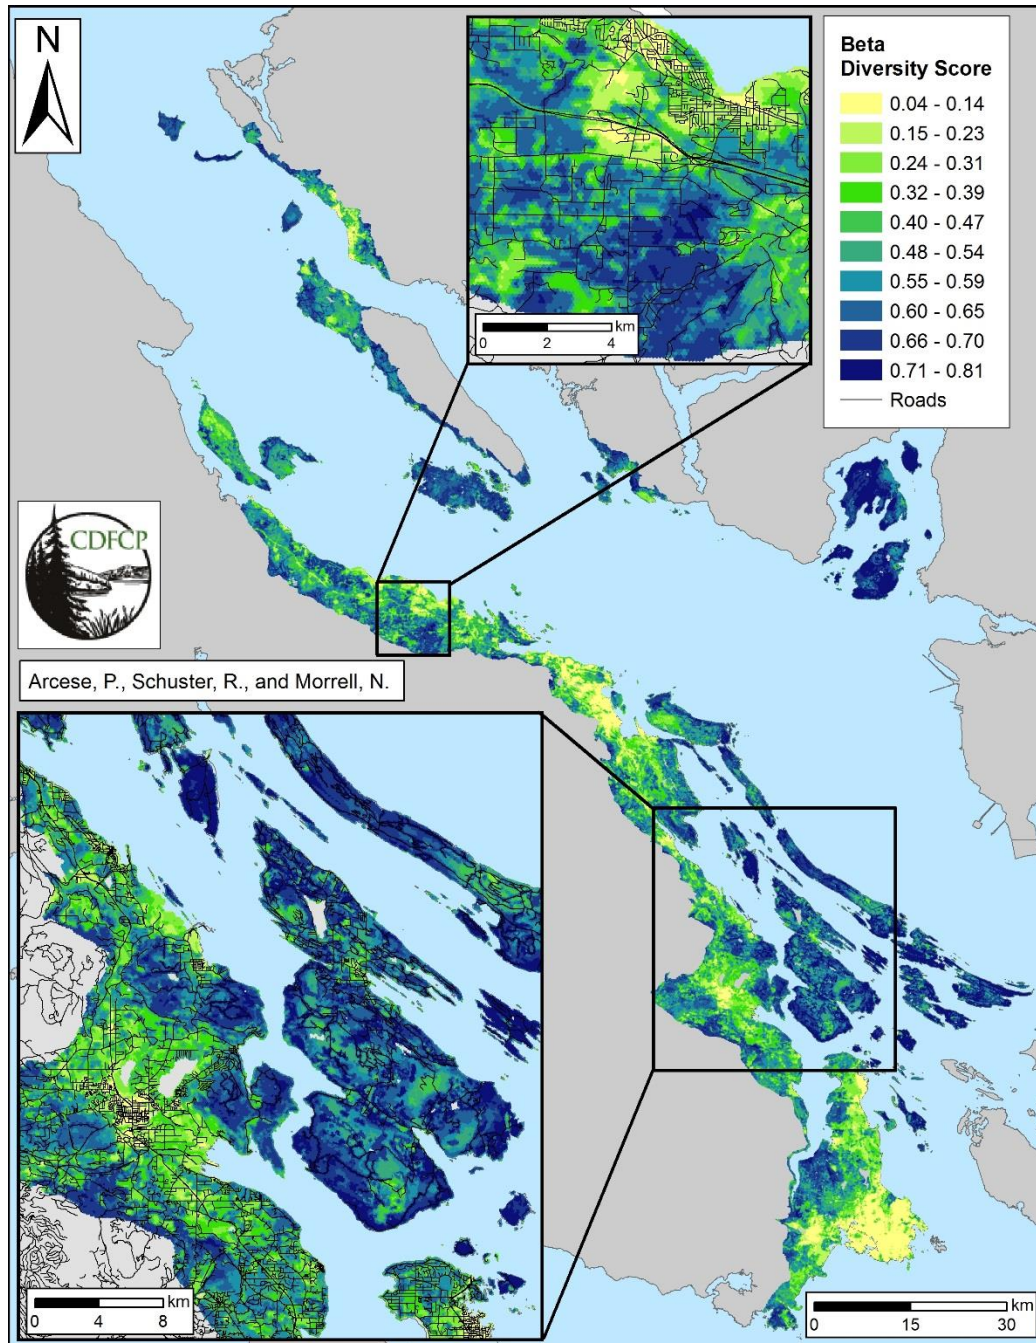 N
Beta
Diversity Score
0.04 - 0.14
0.15 - 0.23
0.24 - 0.31
0.32 - 0.39
0.40 - 0.47
0.48 - 0.54
0.55 - 0.59
0.60 - 0.65
0.66 - 0.70
0.71 - 0.81
Roads
km
0 2 4
CDFCP
Arcese, P., Schuster, R., and Morrell, N.
km
0 4 8
km
0 15 30